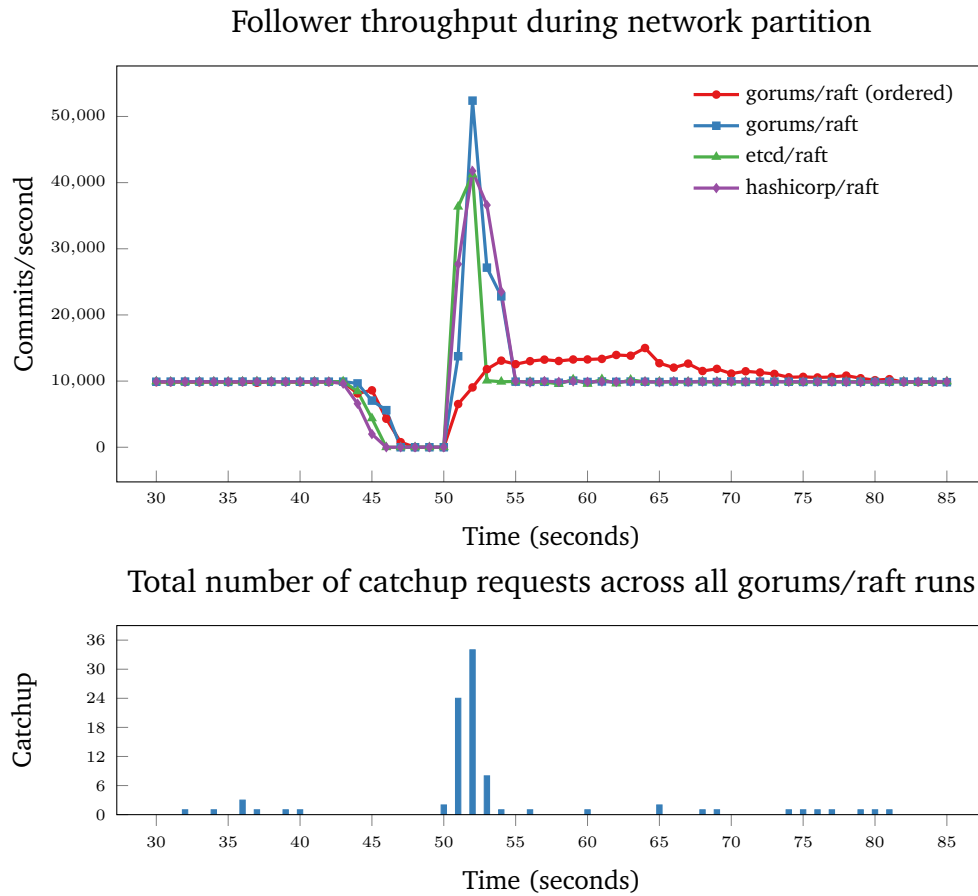 Follower throughput during network partition
50,000
40,000
30,000
20,000
10,000
0
Commits/second
gorums/raft (ordered)
gorums/raft
etcd/raft
hashicorp/raft
30 35 40 45 50 55 60 65 70 75 80 85
Time (seconds)
Total number of catchup requests across all gorums/raft runs
36
30
24
18
12
6
0
Catchup
30 35 40 45 50 55 60 65 70 75 80 85
Time (seconds)